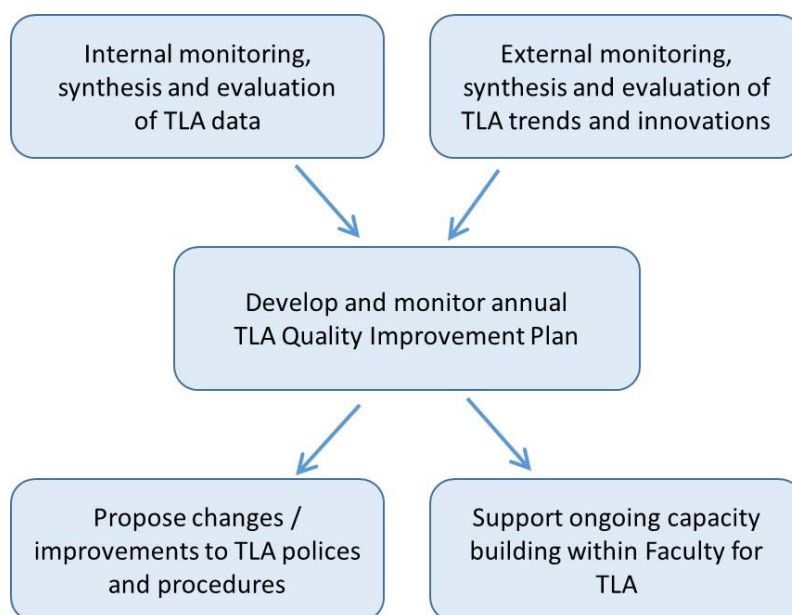 Internal monitoring,
synthesis and evaluation
of TLA data
External monitoring,
synthesis and evaluation of
TLA trends and innovations
Develop and monitor annual
TLA Quality Improvement Plan
Propose changes /
improvements to TLA polices
and procedures
Support ongoing capacity
building within Faculty for
TLA